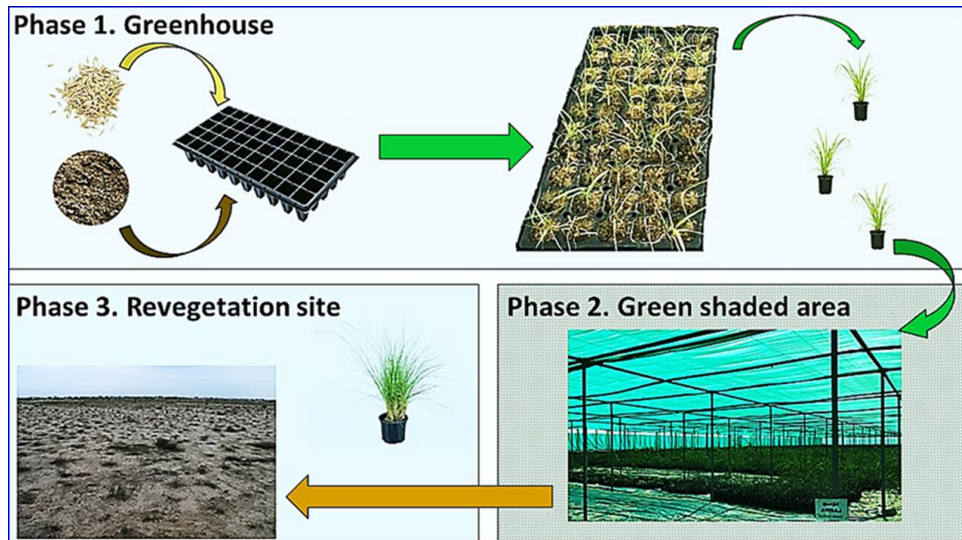 Phase 1. Greenhouse
Phase 3. Revegetation site
Phase 2. Green shaded area